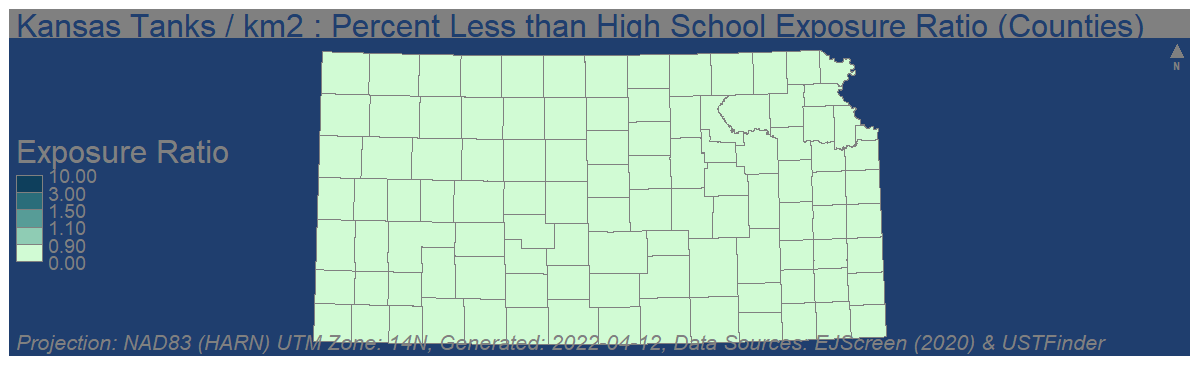 Kansas Tanks / km2 : Percent Less than High School Exposure Ratio (Counties)
N
Exposure Ratio
10.00
3.00
1.50
1.10
0.90
0.00
Projection: NAD83 (HARN) UTM Zone: 14N, Generated: 2022-04-12, Data Sources: EJScreen (2020) & USTFinder